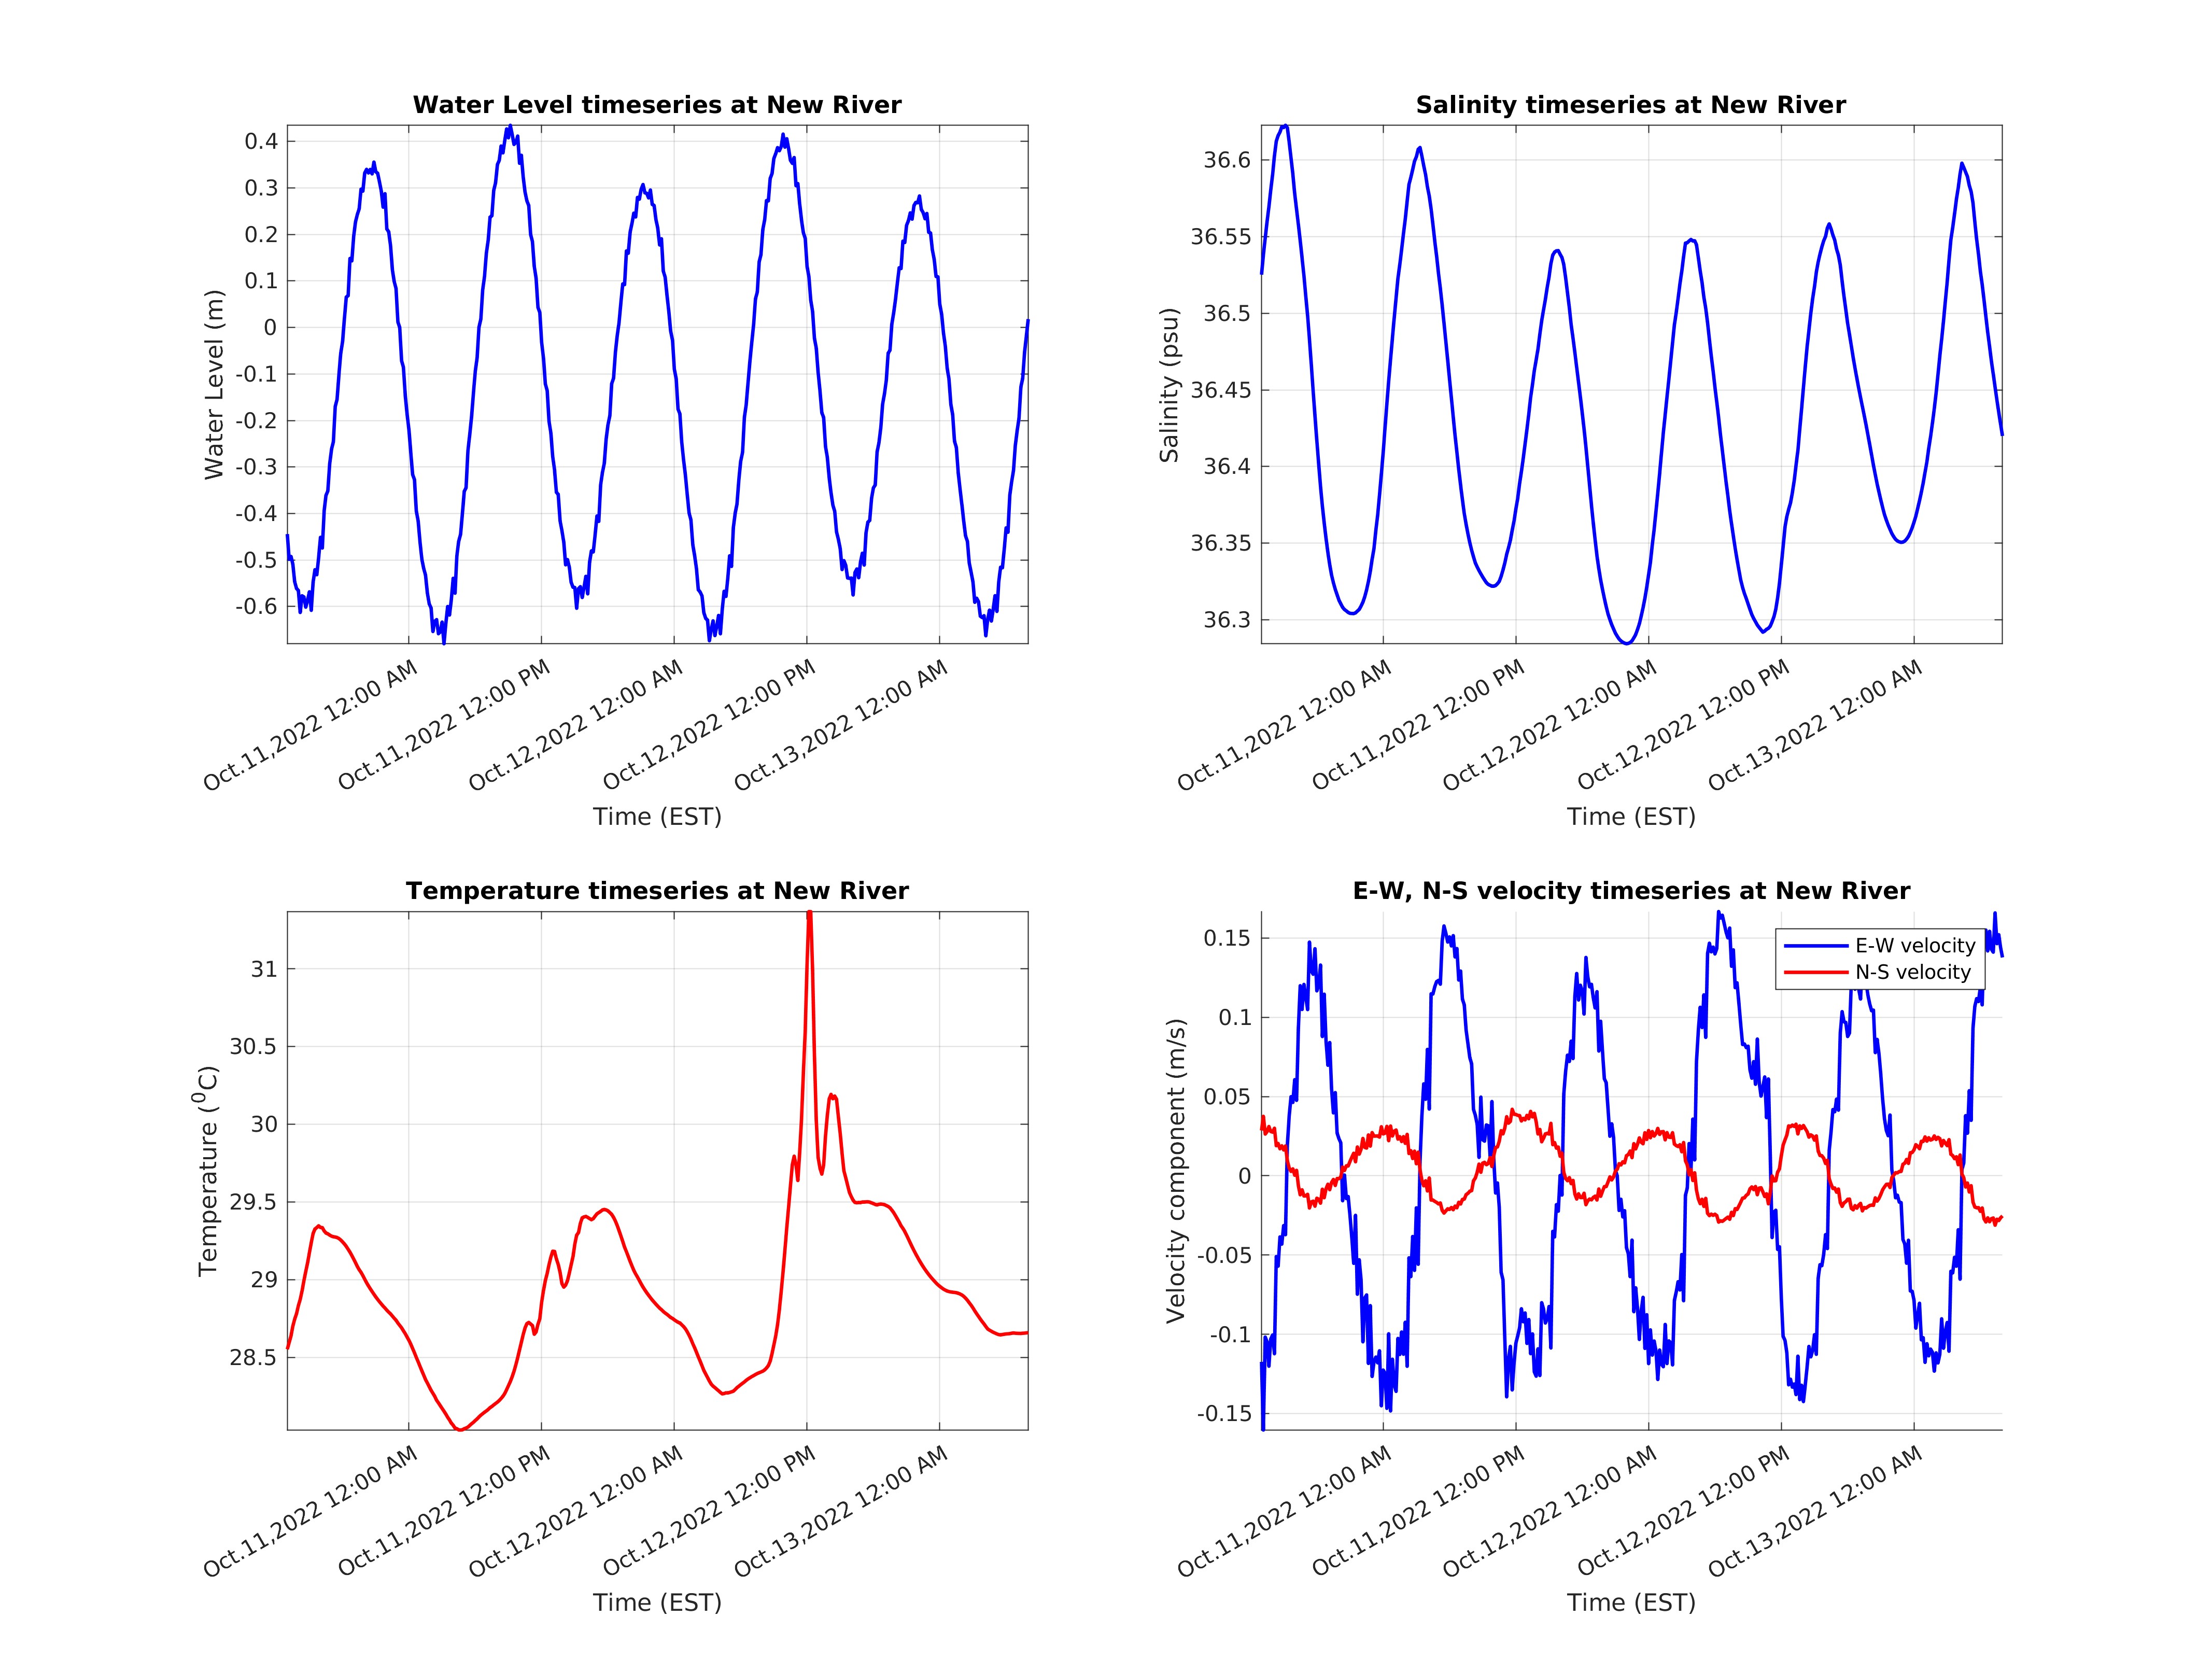 Water Level timeseries at New River
Water Level (m)
0.4
0.3
0.2
0.1
0
-0.1
-0.2
-0.3
-0.4
-0.5
-0.6
Oct.11,2022 12:00 AM
Oct.11,2022 12:00 PM
Oct.12,2022 12:00 AM
Oct.12,2022 12:00 PM
Oct.13,2022 12:00 AM
Time (EST)
Salinity timeseries at New River
Salinity (psu)
36.6
36.55
36.5
36.45
36.4
36.35
36.3
Oct.11,2022 12:00 AM
Oct.11,2022 12:00 PM
Oct.12,2022 12:00 AM
Oct.12,2022 12:00 PM
Oct.13,2022 12:00 AM
Time (EST)
Temperature timeseries at New River
Temperature (⁰C)
31
30.5
30
29.5
29
28.5
Oct.11,2022 12:00 AM
Oct.11,2022 12:00 PM
Oct.12,2022 12:00 AM
Oct.12,2022 12:00 PM
Oct.13,2022 12:00 AM
Time (EST)
E-W, N-S velocity timeseries at New River
Velocity component (m/s)
0.15
0.1
0.05
0
-0.05
-0.1
-0.15
E-W velocity
N-S velocity
Oct.11,2022 12:00 AM
Oct.11,2022 12:00 PM
Oct.12,2022 12:00 AM
Oct.12,2022 12:00 PM
Oct.13,2022 12:00 AM
Time (EST)